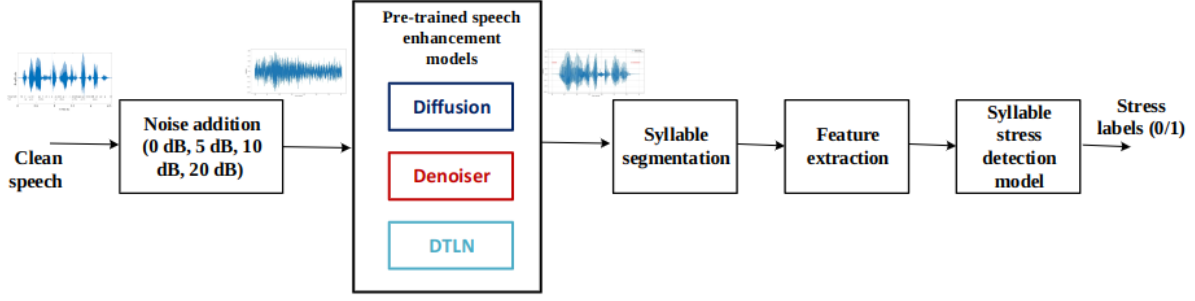 Clean
speech
Noise addition
(0 dB, 5 dB, 10
dB, 20 dB)
Pre-trained speech
enhancement
models
Diffusion
Denoiser
DTLN
Syllable
segmentation
Feature
extraction
Syllable
stress
detection
model
Stress
labels (0/1)